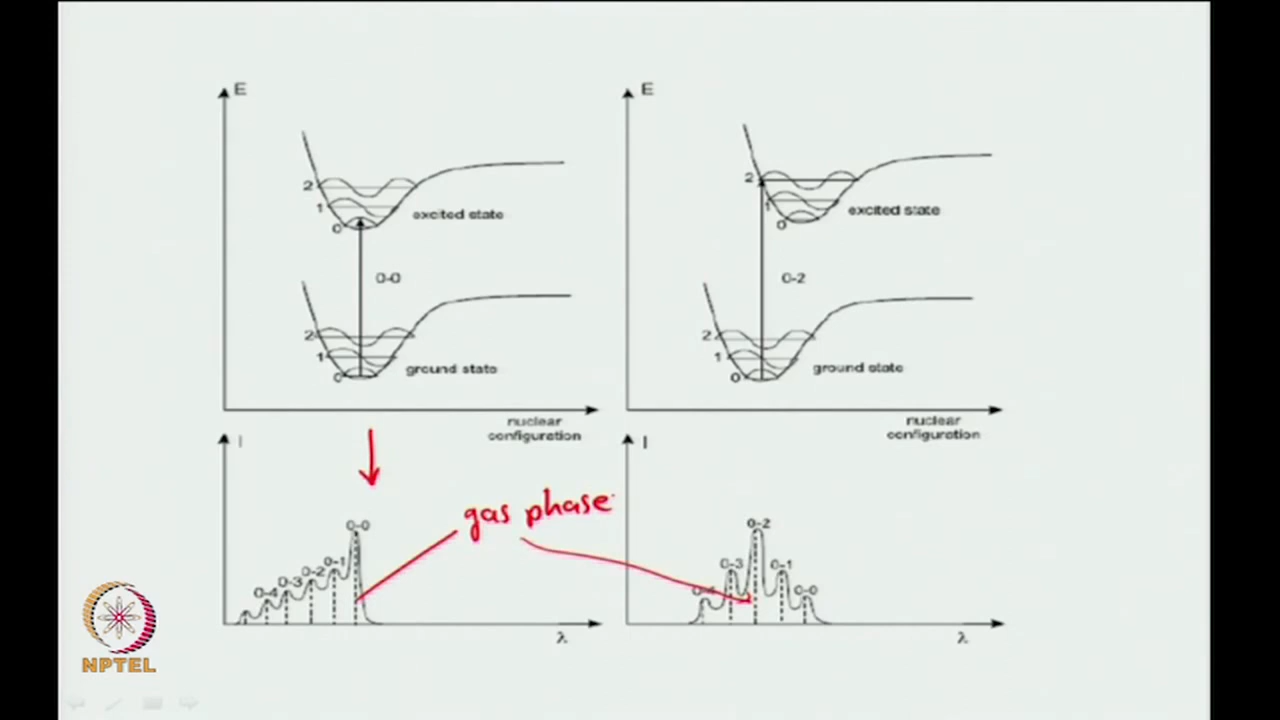 E
2
1
0
excited state
0-0
2
1
0
ground state
nuclear
configuration
E
2
1
0
excited state
0-2
2
1
0
ground state
nuclear
configuration
I
gas phase
0-0
0-1
0-2
0-3
0-4
λ
I
0-2
0-3
0-1
0-0
λ
NPTEL